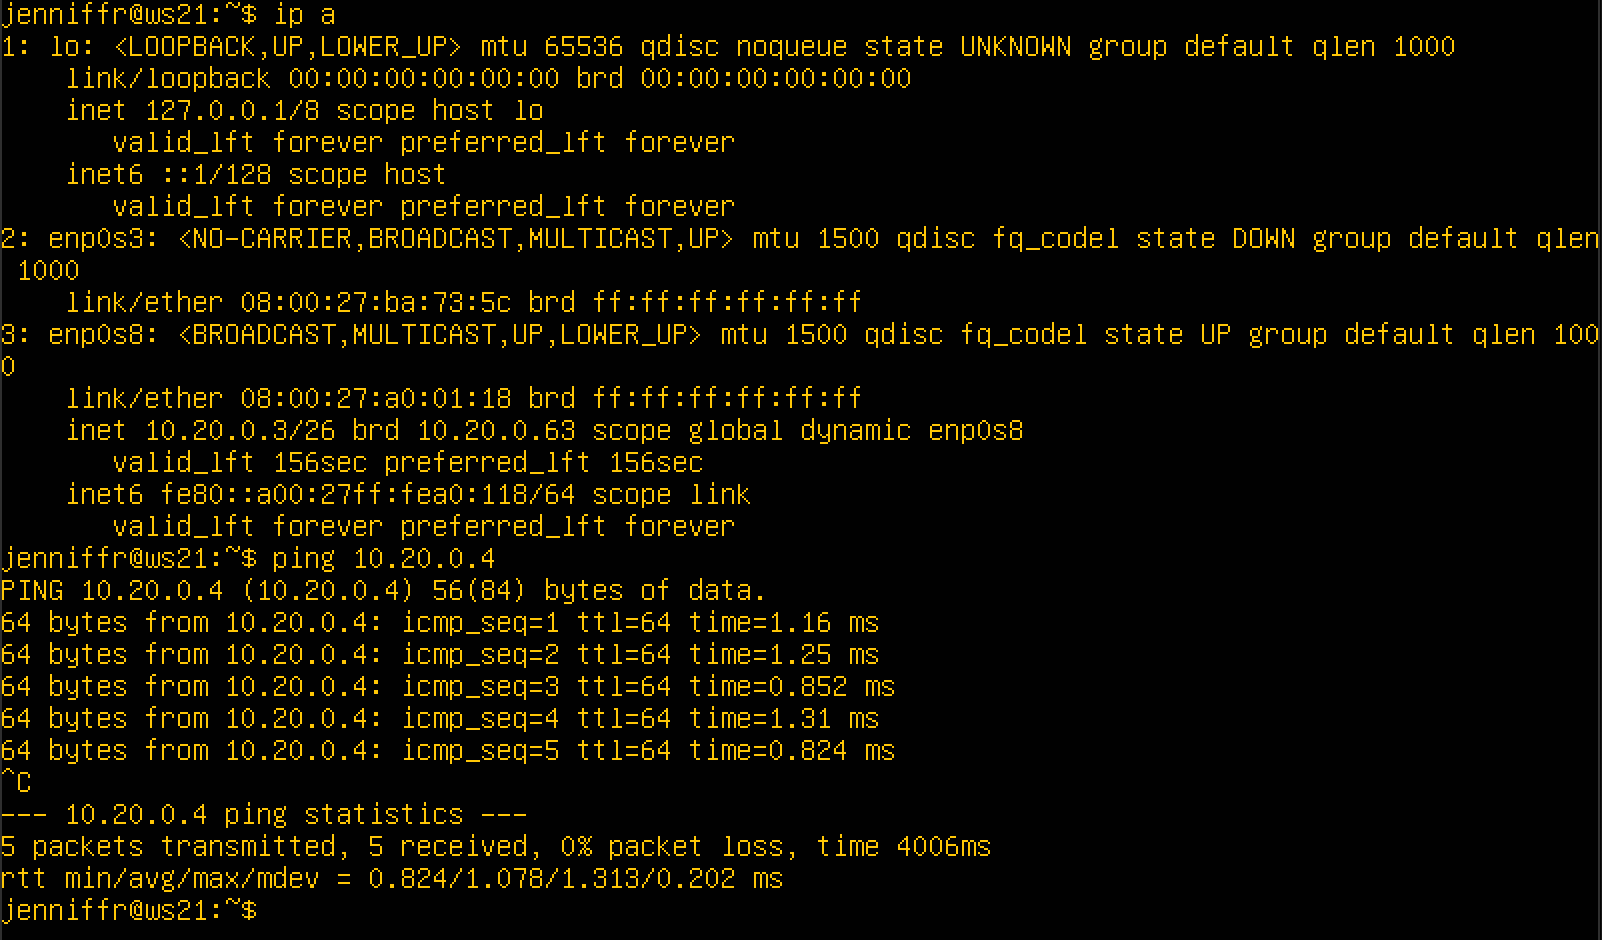 jenniffr@ws21:~$ ip a
1: lo: <LOOPBACK,UP,LOWER_UP> mtu 65536 qdisc noqueue state UNKNOWN group default qlen 1000
    link/loopback 00:00:00:00:00:00 brd 00:00:00:00:00:00
    inet 127.0.0.1/8 scope host lo
       valid_lft forever preferred_lft forever
    inet6 ::1/128 scope host
       valid_lft forever preferred_lft forever
2: enp0s3: <NO-CARRIER,BROADCAST,MULTICAST,UP> mtu 1500 qdisc fq_codel state DOWN group default qlen
 1000
    link/ether 08:00:27:ba:73:5c brd ff:ff:ff:ff:ff:ff
3: enp0s8: <BROADCAST,MULTICAST,UP,LOWER_UP> mtu 1500 qdisc fq_codel state UP group default qlen 100
0
    link/ether 08:00:27:a0:01:18 brd ff:ff:ff:ff:ff:ff
    inet 10.20.0.3/26 brd 10.20.0.63 scope global dynamic enp0s8
       valid_lft 156sec preferred_lft 156sec
    inet6 fe80::a00:27ff:fea0:118/64 scope link
       valid_lft forever preferred_lft forever
jenniffr@ws21:~$ ping 10.20.0.4
PING 10.20.0.4 (10.20.0.4) 56(84) bytes of data.
64 bytes from 10.20.0.4: icmp_seq=1 ttl=64 time=1.16 ms
64 bytes from 10.20.0.4: icmp_seq=2 ttl=64 time=1.25 ms
64 bytes from 10.20.0.4: icmp_seq=3 ttl=64 time=0.852 ms
64 bytes from 10.20.0.4: icmp_seq=4 ttl=64 time=1.31 ms
64 bytes from 10.20.0.4: icmp_seq=5 ttl=64 time=0.824 ms
^C
--- 10.20.0.4 ping statistics ---
5 packets transmitted, 5 received, 0% packet loss, time 4006ms
rtt min/avg/max/mdev = 0.824/1.078/1.313/0.202 ms
jenniffr@ws21:~$